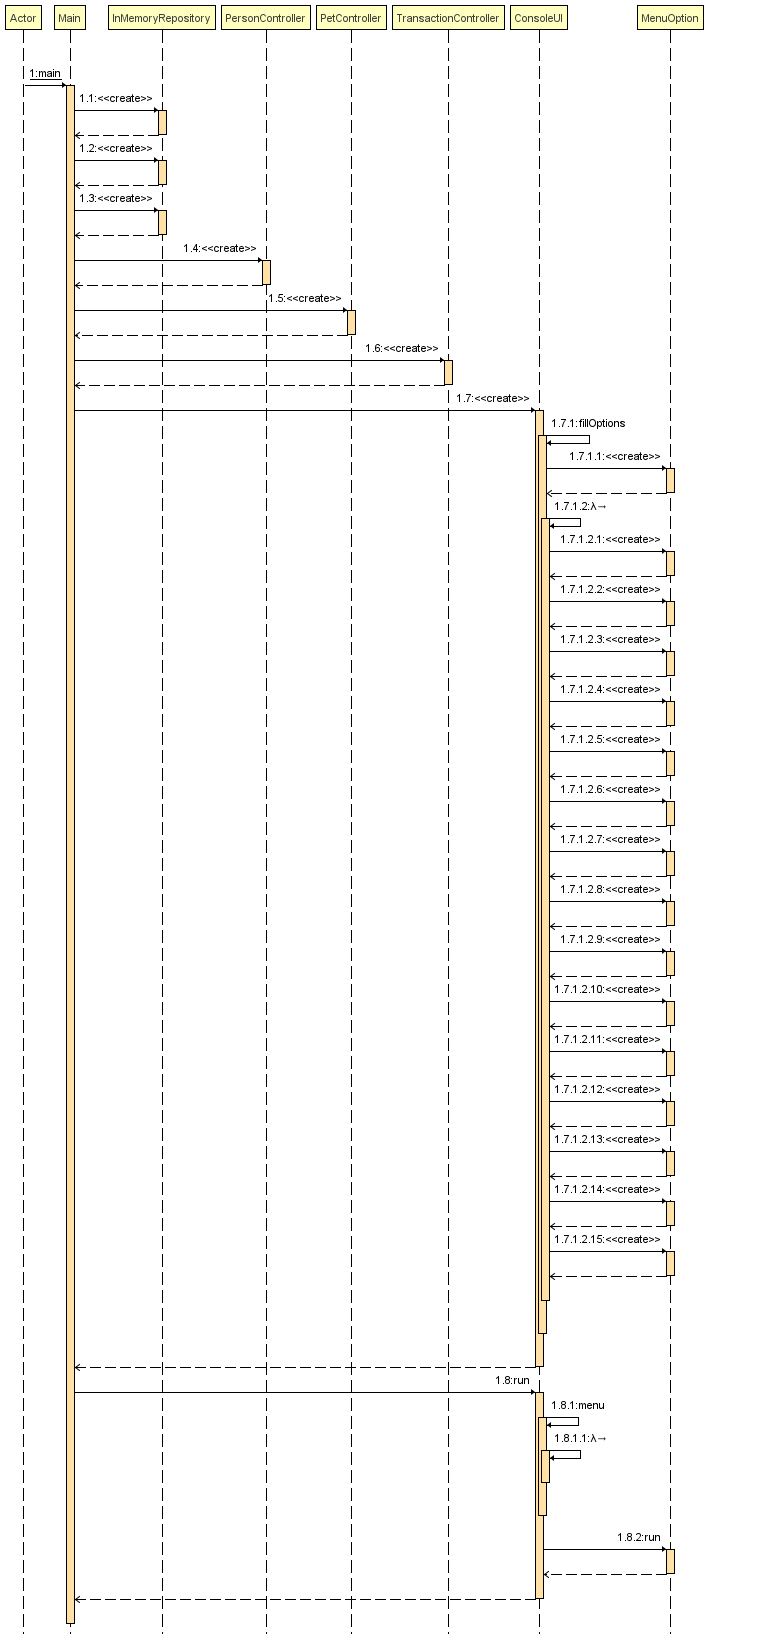 Actor Main InMemoryRepository PersonController PetController TransactionController ConsoleUI MenuOption
1:main
1.1:<<create>>
1.2:<<create>>
1.3:<<create>>
1.4:<<create>>
1.5:<<create>>
1.6:<<create>>
1.7:<<create>>
1.7.1:fillOptions
1.7.1.1:<<create>>
1.7.1.2:λ→
1.7.1.2.1:<<create>>
1.7.1.2.2:<<create>>
1.7.1.2.3:<<create>>
1.7.1.2.4:<<create>>
1.7.1.2.5:<<create>>
1.7.1.2.6:<<create>>
1.7.1.2.7:<<create>>
1.7.1.2.8:<<create>>
1.7.1.2.9:<<create>>
1.7.1.2.10:<<create>>
1.7.1.2.11:<<create>>
1.7.1.2.12:<<create>>
1.7.1.2.13:<<create>>
1.7.1.2.14:<<create>>
1.7.1.2.15:<<create>>
1.8:run
1.8.1:menu
1.8.1.1:λ→
1.8.2:run